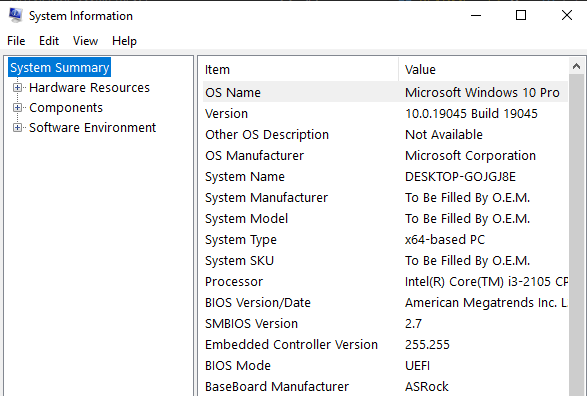 System Information
File Edit View Help
System Summary
Hardware Resources
Components
Software Environment
Item Value
OS Name Microsoft Windows 10 Pro
Version 10.0.19045 Build 19045
Other OS Description Not Available
OS Manufacturer Microsoft Corporation
System Name DESKTOP-GOJGJ8E
System Manufacturer To Be Filled By O.E.M.
System Model To Be Filled By O.E.M.
System Type x64-based PC
System SKU To Be Filled By O.E.M.
Processor Intel(R) Core(TM) i3-2105 CP
BIOS Version/Date American Megatrends Inc. L
SMBIOS Version 2.7
Embedded Controller Version 255.255
BIOS Mode UEFI
BaseBoard Manufacturer ASRock